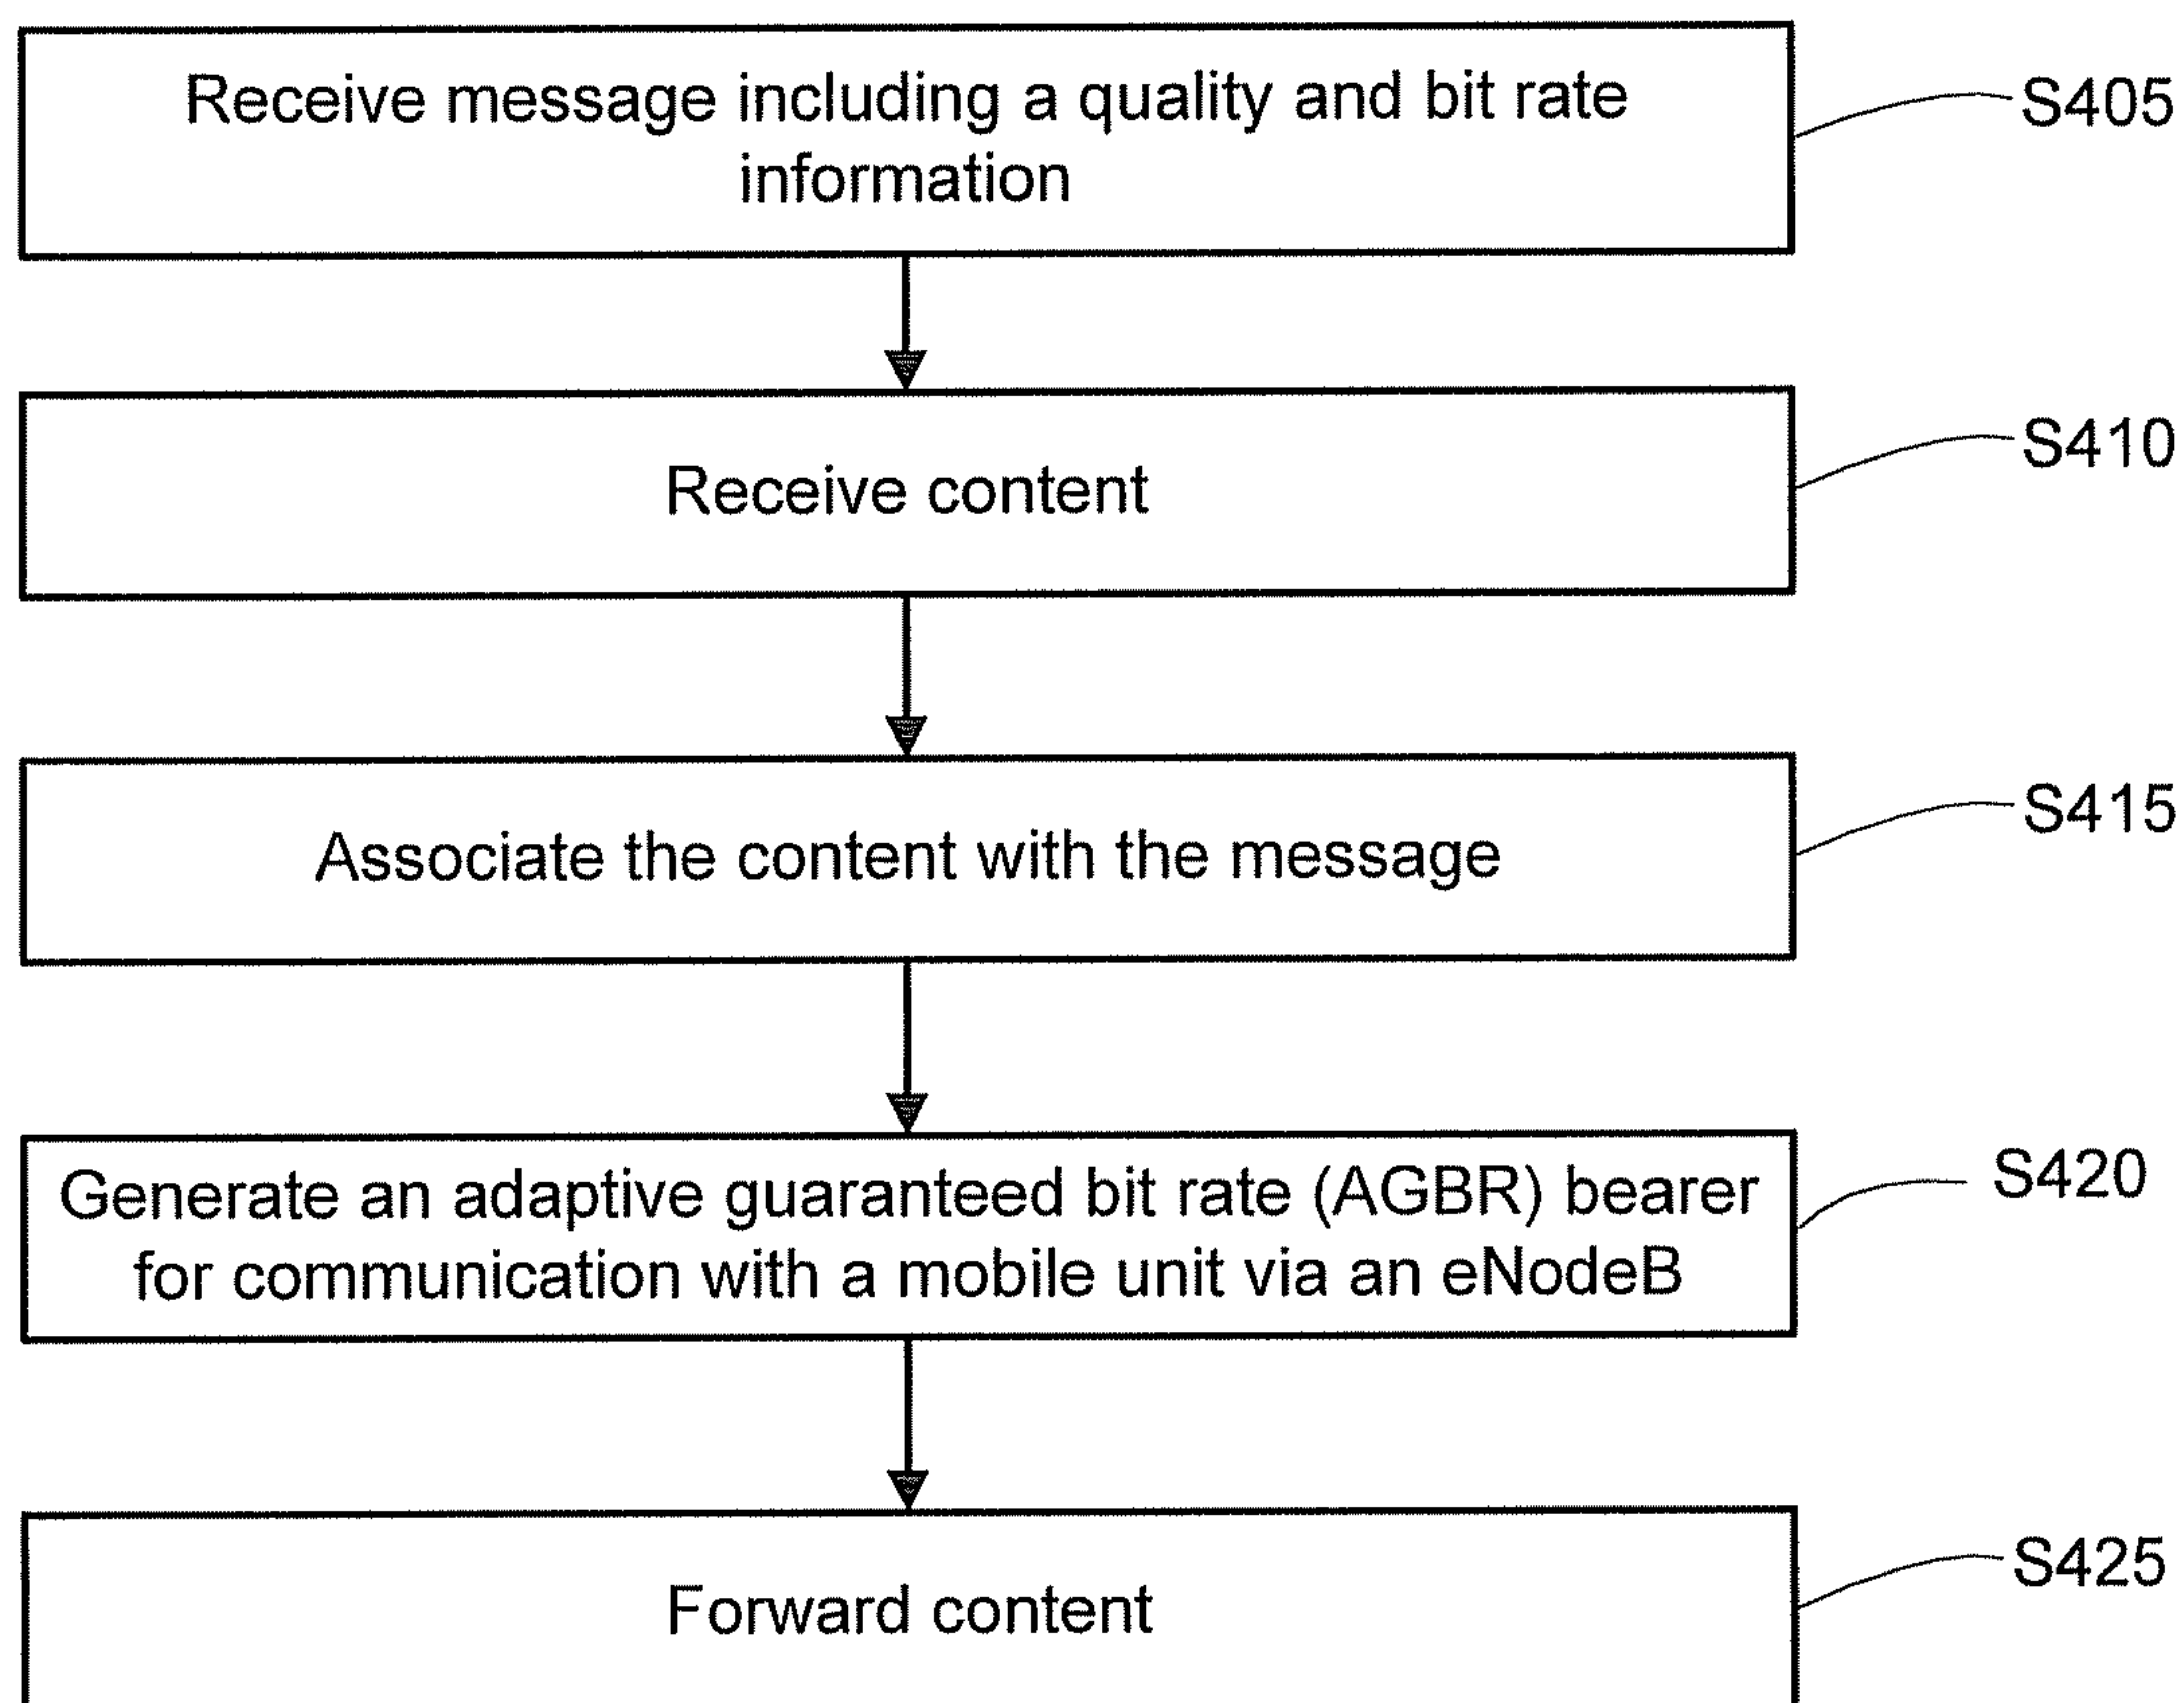 Receive message including a quality and bit rate
information
S405
Receive content
S410
Associate the content with the message
S415
Generate an adaptive guaranteed bit rate (AGBR) bearer
for communication with a mobile unit via an eNodeB
S420
Forward content
S425